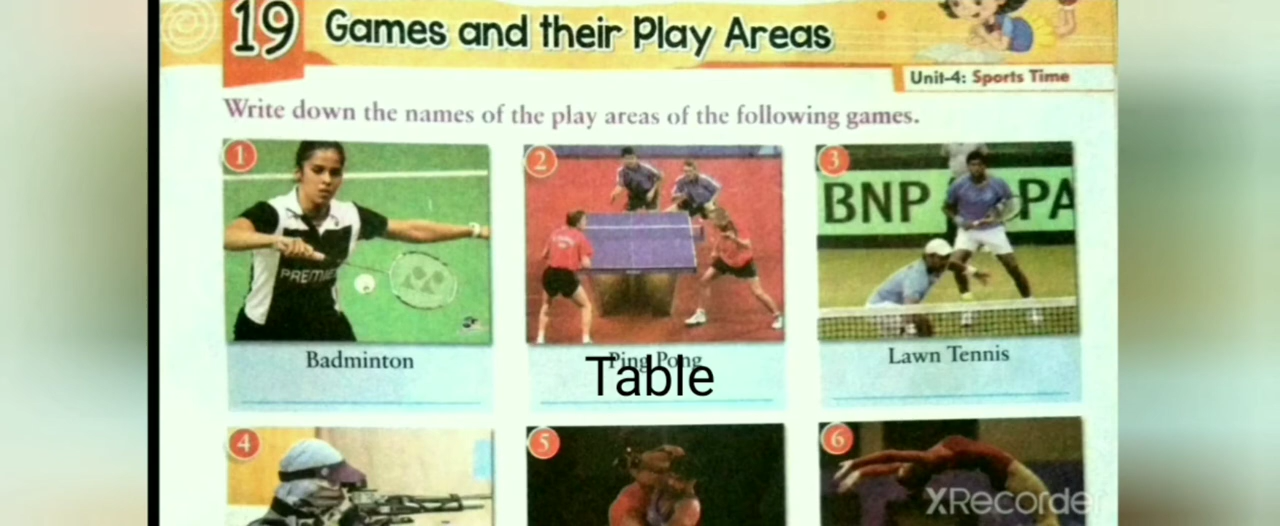 19 Games and their Play Areas
Unit-4: Sports Time
Write down the names of the play areas of the following games.
1
2
3
BNP PA
PREMIE
Badminton
Ping Pong
Table
Lawn Tennis
4
5
6
XRecorder